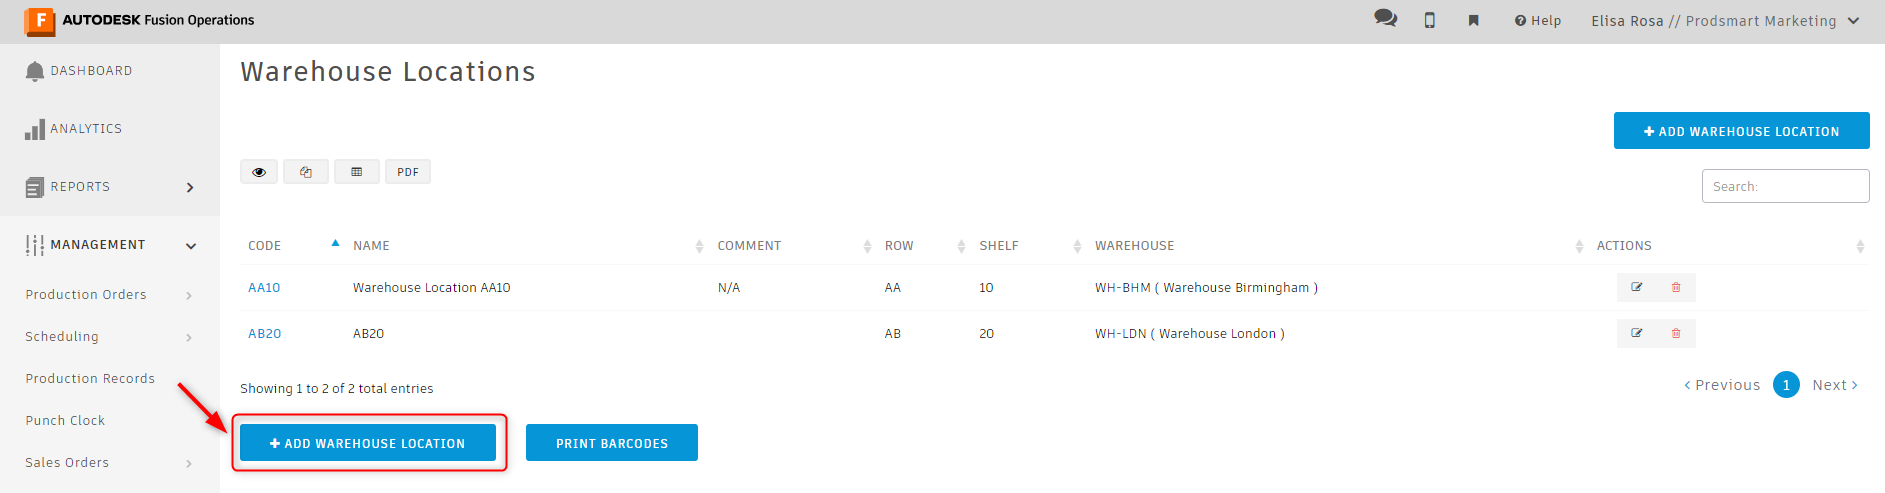 F AUTODESK Fusion Operations
Help
Elisa Rosa // Prodsmart Marketing
DASHBOARD
ANALYTICS
REPORTS
MANAGEMENT
Production Orders
Scheduling
Production Records
Punch Clock
Sales Orders
Warehouse Locations
+ ADD WAREHOUSE LOCATION
PDF
Search:
CODE NAME COMMENT ROW SHELF WAREHOUSE ACTIONS
AA10 Warehouse Location AA10 N/A AA 10 WH-BHM ( Warehouse Birmingham )
AB20 AB20 AB 20 WH-LDN ( Warehouse London )
Showing 1 to 2 of 2 total entries
< Previous 1 Next >
+ ADD WAREHOUSE LOCATION
PRINT BARCODES